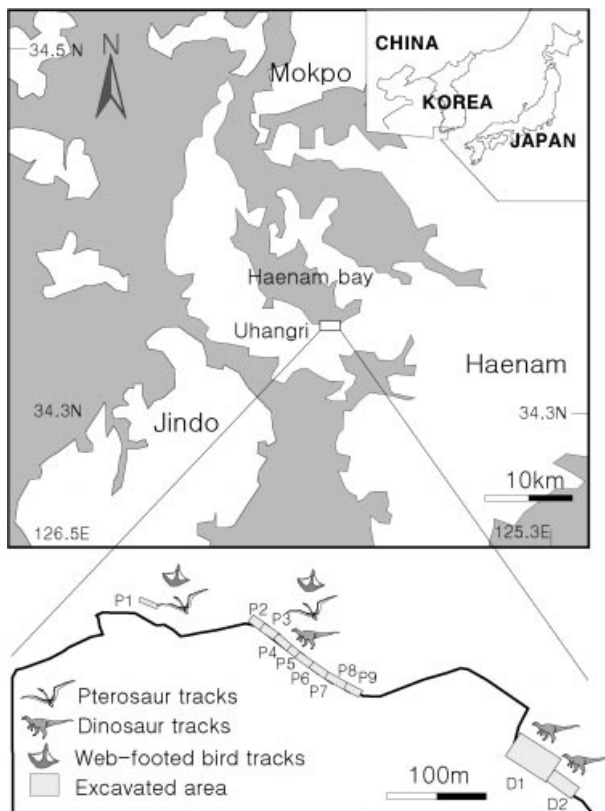 34.5 N
N
Mokpo
CHINA
KOREA
JAPAN
Haenam bay
Uhangri
Haenam
34.3N
Jindo
34.3N
10km
126.5E
125.3E
P1
P2
P3
P4
P5
P6
P7
P8
P9
Pterosaur tracks
Dinosaur tracks
Web-footed bird tracks
Excavated area
100m
D1
D2